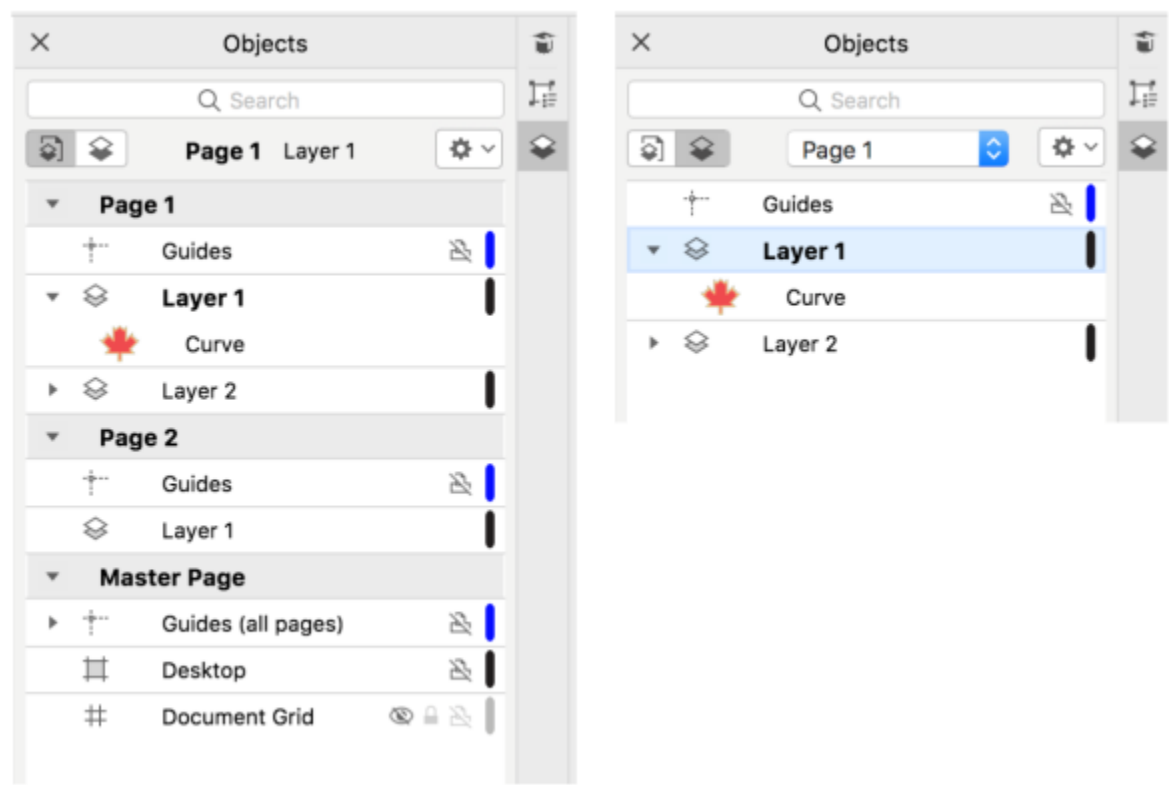 Objects
Search
Page 1 Layer 1
Page 1
Guides
Layer 1
Curve
Layer 2
Page 2
Guides
Layer 1
Master Page
Guides (all pages)
Desktop
Document Grid
Objects
Search
Page 1
Guides
Layer 1
Curve
Layer 2